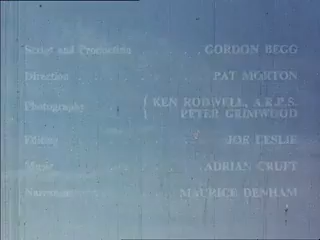 Script and Production . . . . GORDON BEGG
Direction . . . . PAT MORTON
Photography . . . . { KEN RODWELL, A.R.P.S.
PETER GRIMWOOD
Editing . . . . JOE LESLIE
Music . . . . ADRIAN CRUFT
Narration . . . . MAURICE DENHAM